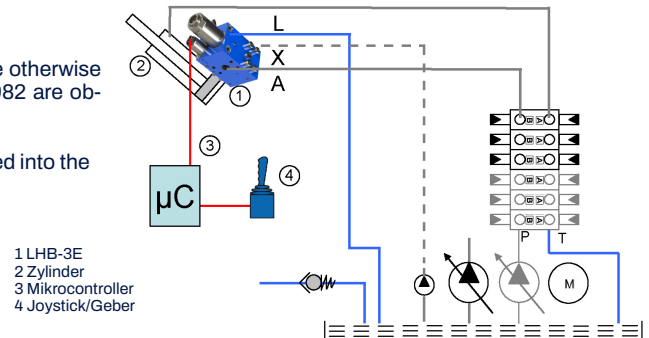 e otherwise
982 are ob-
ed into the
L
X
A
2
1
3
4
µC
1 LHB-3E
2 Zylinder
3 Mikrocontroller
4 Joystick/Geber
B A
B A
B A
B A
B A
B A
P T
M